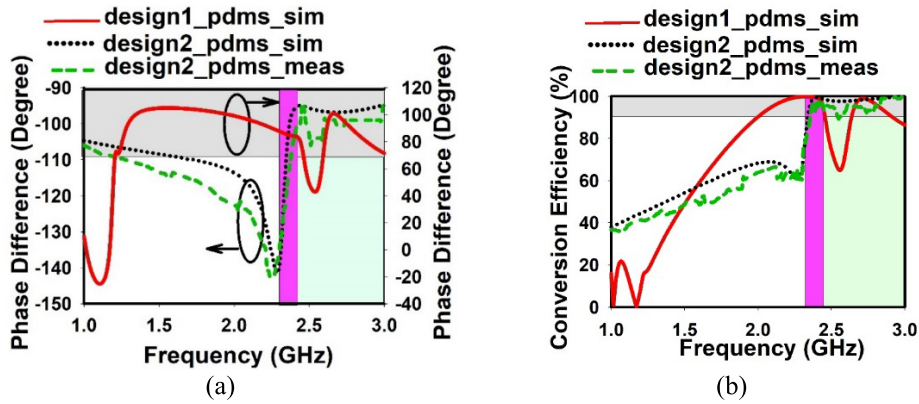 design1_pdms_sim
design2_pdms_sim
design2_pdms_meas
Phase Difference (Degree)
-90
-100
-110
-120
-130
-140
-150
120
100
80
60
40
20
0
-20
-40
Phase Difference (Degree)
1.0 1.5 2.0 2.5 3.0
Frequency (GHz)
(a)
design1_pdms_sim
design2_pdms_sim
design2_pdms_meas
Conversion Efficiency (%)
100
80
60
40
20
0
1.0 1.5 2.0 2.5 3.0
Frequency (GHz)
(b)